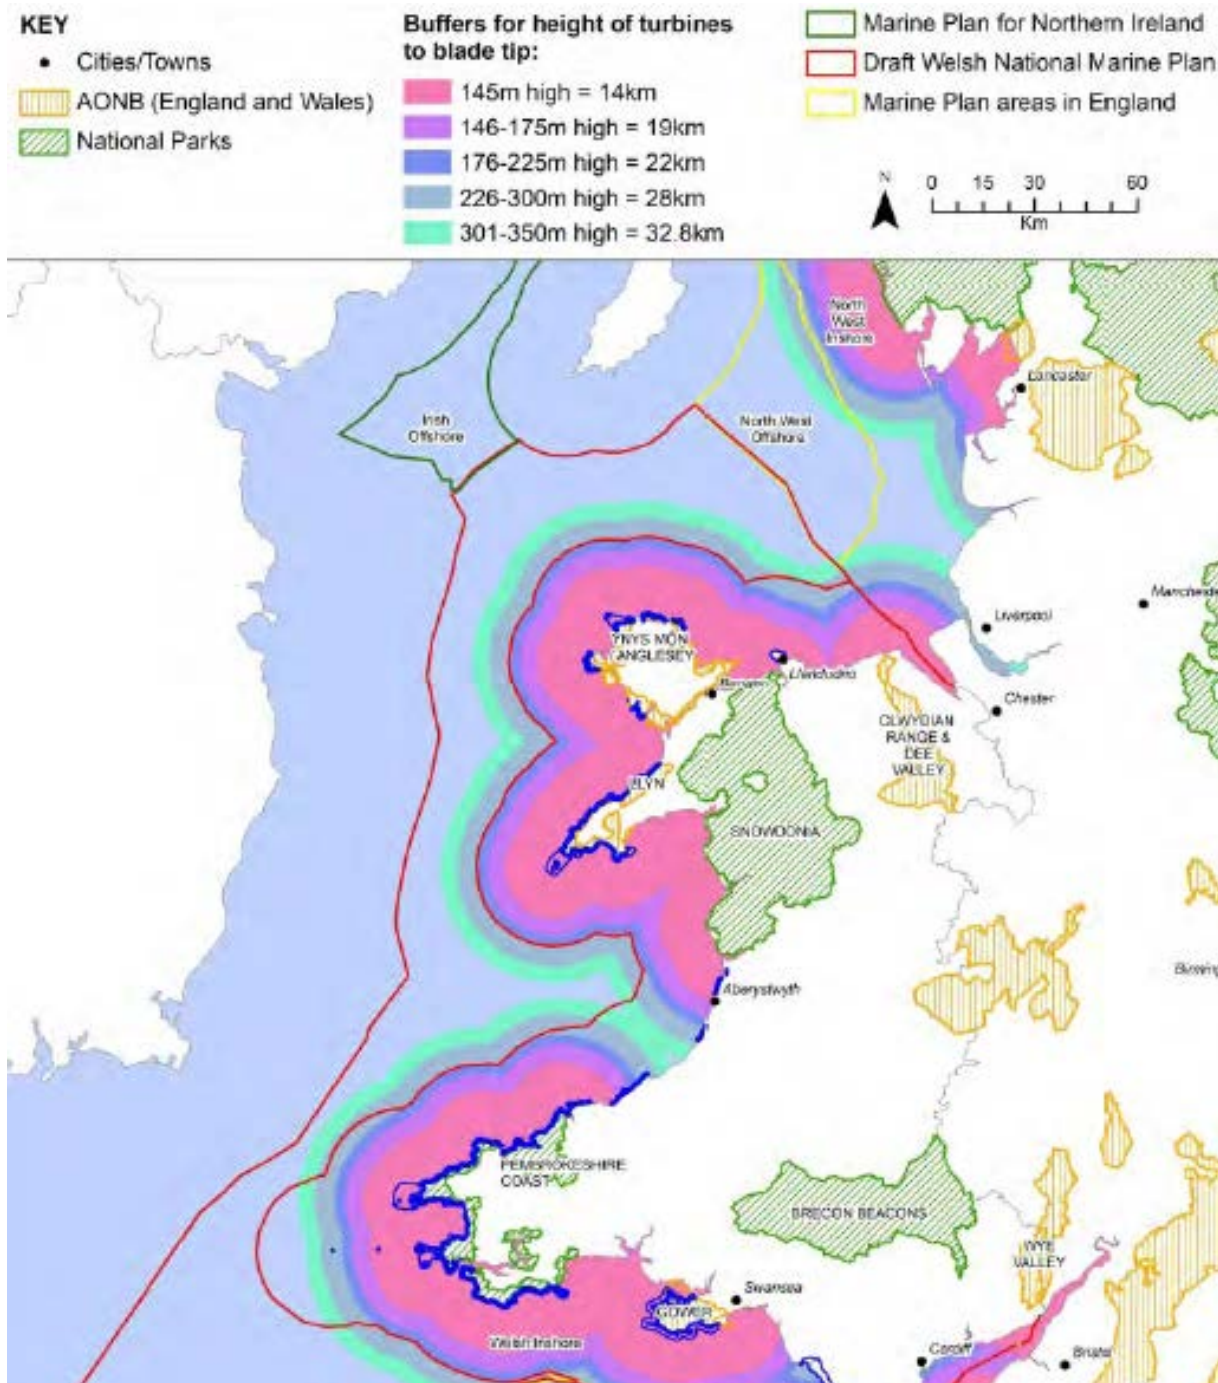 KEY
Cities/Towns
AONB (England and Wales)
National Parks
Buffers for height of turbines
to blade tip:
145m high = 14km
146-175m high = 19km
176-225m high = 22km
226-300m high = 28km
301-350m high = 32.8km
Marine Plan for Northern Ireland
Draft Welsh National Marine Plan
Marine Plan areas in England
N
0 15 30 60
Km
North
West
Inshore
Lancaster
Irish
Offshore
North West
Offshore
Manchester
Liverpool
YNYS MÔN
(ANGLESEY
Bangor
Llandudno
Chester
CLWYDIAN
RANGE &
DEE
VALLEY
LLYN
SNOWDONIA
Birming
Aberystwyth
PEMBROKESHIRE
COAST
BRECON BEACONS
WYE
VALLEY
Swansea
GOWER
Welsh Inshore
Cardiff
Bristol